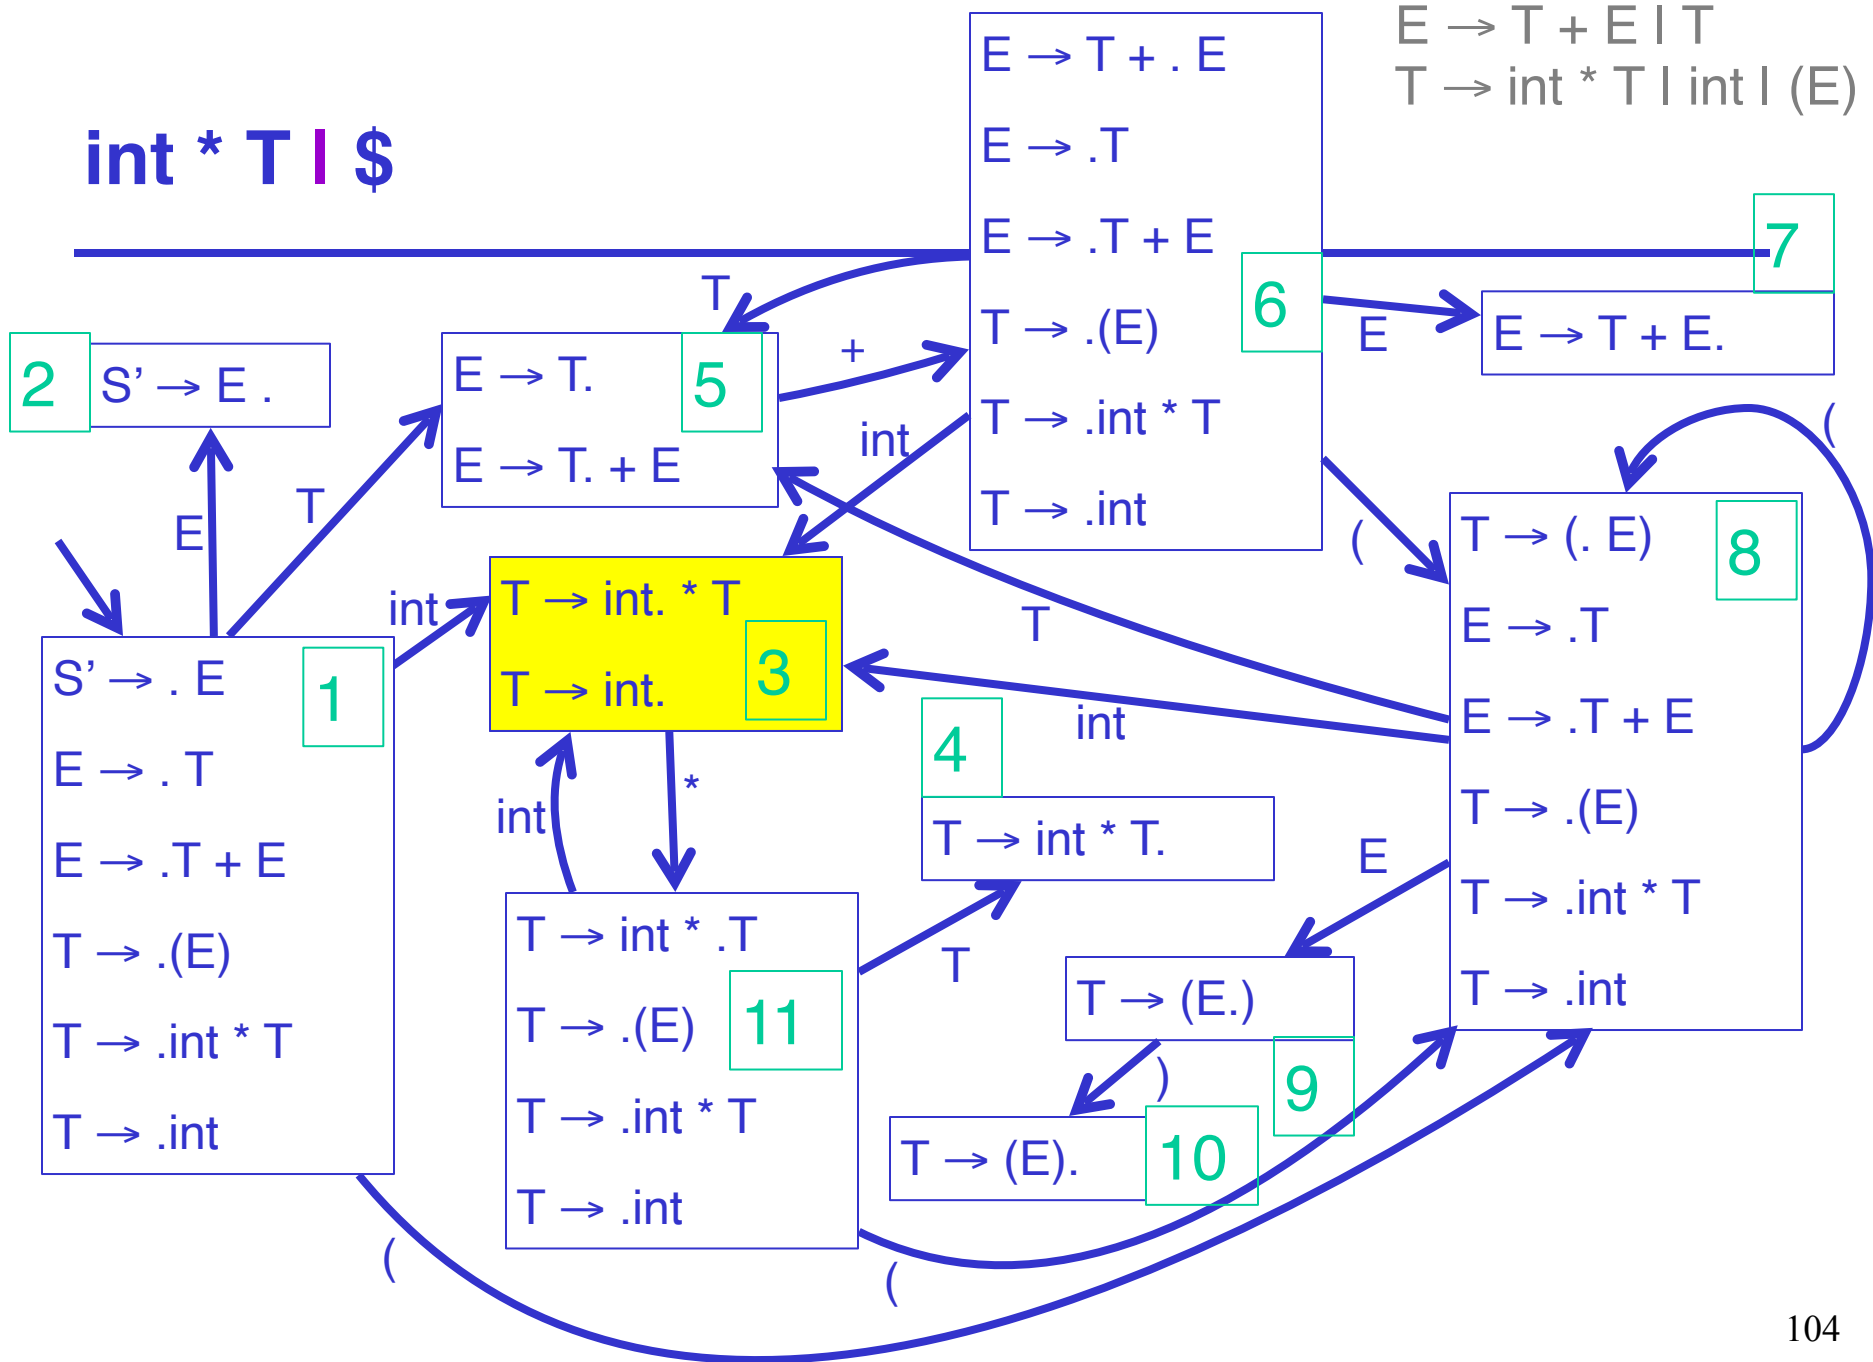 E → T + E | T
T → int * T | int | (E)
int * T | $
E → T + . E
E → .T
E → .T + E
T → .(E)
T → .int * T
T → .int
6
7
E → T + E.
E
2
S’ → E .
E → T.
E → T. + E
5
T
+
int
(
(
T → (. E)
E → .T
E → .T + E
T → .(E)
T → .int * T
T → .int
8
E
T
int
T → int. * T
T → int.
3
T
int
S’ → . E
E → . T
E → .T + E
T → .(E)
T → .int * T
T → .int
1
int
*
4
T → int * T.
T → int * .T
T → .(E)
T → .int * T
T → .int
11
T
E
T → (E.)
9
)
T → (E).
10
(
(
104